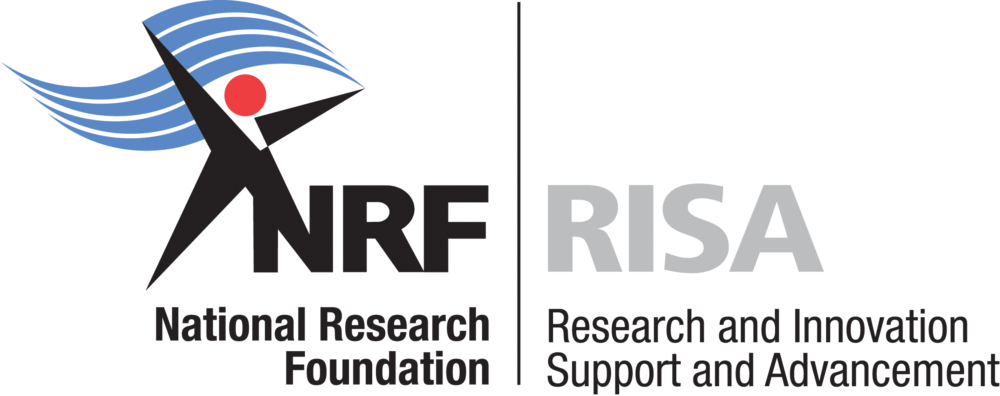 NRF
National Research
Foundation
RISA
Research and Innovation
Support and Advancement